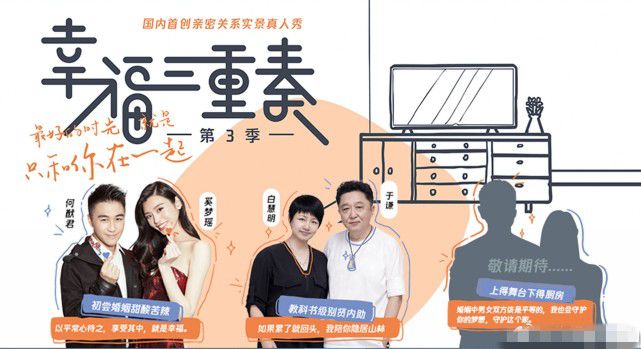 国内首创亲密关系实景真人秀
幸福三重奏
第3季
最好的时光 就是
只和你在一起
何猷君
奚梦瑶
白慧明
于谦
初尝婚姻甜酸苦辣
以平常心待之，享受其中，就是幸福。
教科书级别贤内助
如果累了就回头，我陪你隐居山林
敬请期待……
上得舞台下得厨房
婚姻中男女双方该是平等的，我也会守护
你的梦想，守护这个家。